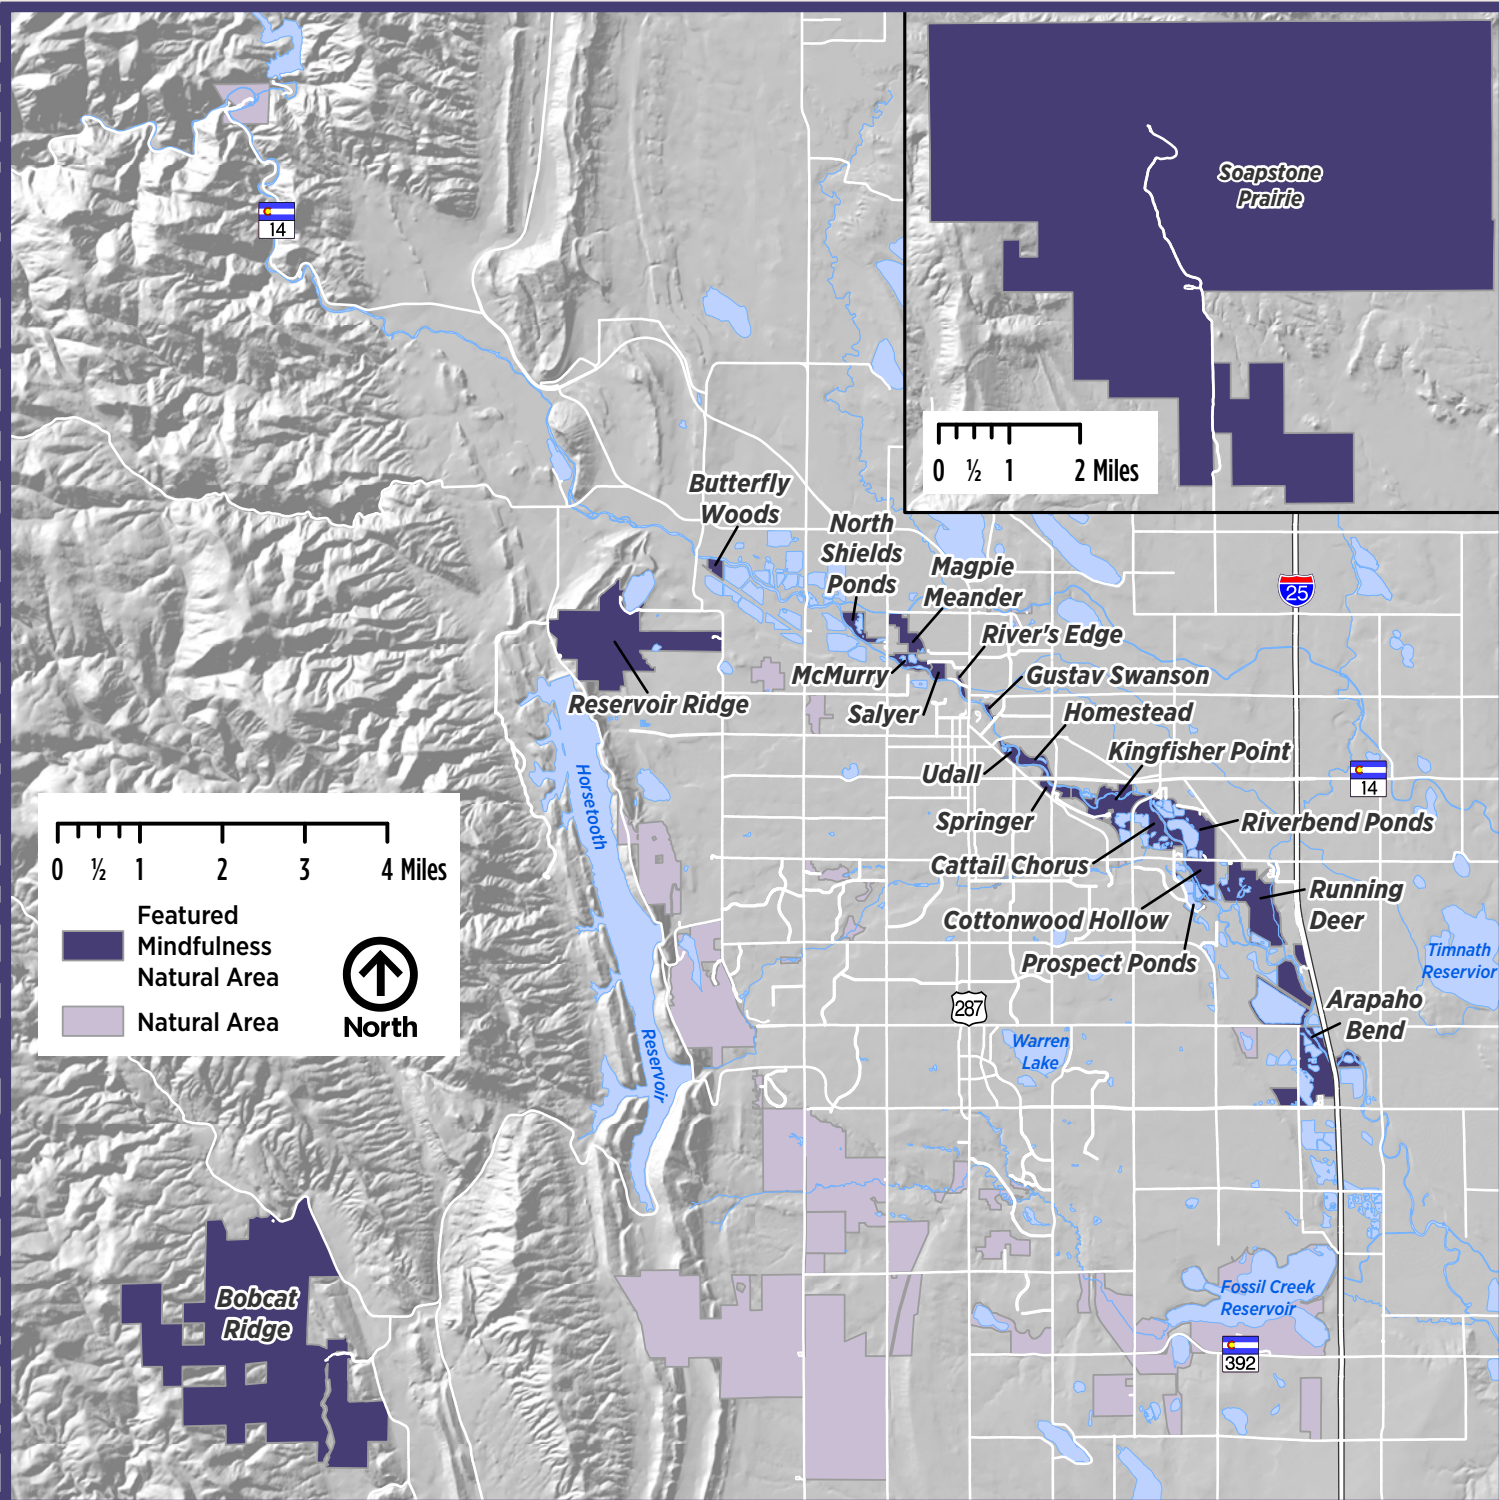 14
Soapstone
Prairie
0 ½ 1 2 Miles
Butterfly
Woods
North
Shields
Ponds
Magpie
Meander
25
River's Edge
McMurry
Gustav Swanson
Reservoir Ridge
Salyer
Homestead
Kingfisher Point
Udall
14
Horsetooth
Springer
Riverbend Ponds
Cattail Chorus
Running
Deer
Cottonwood Hollow
Prospect Ponds
Timnath
Reservior
287
Arapaho
Bend
Warren
Lake
Reservoir
0 ½ 1 2 3 4 Miles
Featured
Mindfulness
Natural Area
Natural Area
North
Bobcat
Ridge
Fossil Creek
Reservoir
392